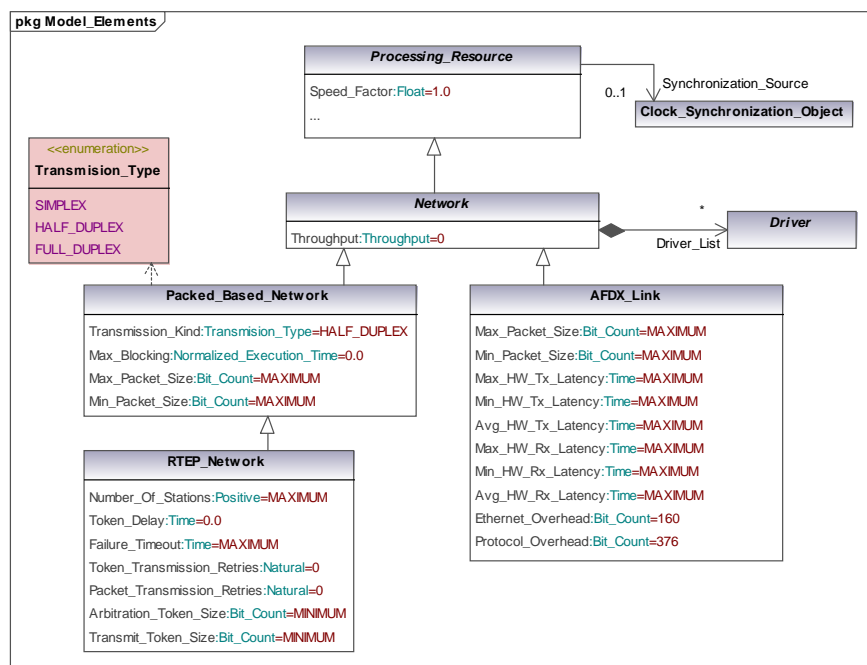 pkg Model_Elements
Processing_Resource
Speed_Factor:Float=1.0
...
Synchronization_Source
0..1
Clock_Synchronization_Object
<<enumeration>>
Transmision_Type
SIMPLEX
HALF_DUPLEX
FULL_DUPLEX
Network
Throughput:Throughput=0
*
Driver_List
Driver
Packed_Based_Network
Transmission_Kind:Transmision_Type=HALF_DUPLEX
Max_Blocking:Normalized_Execution_Time=0.0
Max_Packet_Size:Bit_Count=MAXIMUM
Min_Packet_Size:Bit_Count=MAXIMUM
AFDX_Link
Max_Packet_Size:Bit_Count=MAXIMUM
Min_Packet_Size:Bit_Count=MAXIMUM
Max_HW_Tx_Latency:Time=MAXIMUM
Min_HW_Tx_Latency:Time=MAXIMUM
Avg_HW_Tx_Latency:Time=MAXIMUM
Max_HW_Rx_Latency:Time=MAXIMUM
Min_HW_Rx_Latency:Time=MAXIMUM
Avg_HW_Rx_Latency:Time=MAXIMUM
Ethernet_Overhead:Bit_Count=160
Protocol_Overhead:Bit_Count=376
RTEP_Network
Number_Of_Stations:Positive=MAXIMUM
Token_Delay:Time=0.0
Failure_Timeout:Time=MAXIMUM
Token_Transmission_Retries:Natural=0
Packet_Transmission_Retries:Natural=0
Arbitration_Token_Size:Bit_Count=MINIMUM
Transmit_Token_Size:Bit_Count=MINIMUM